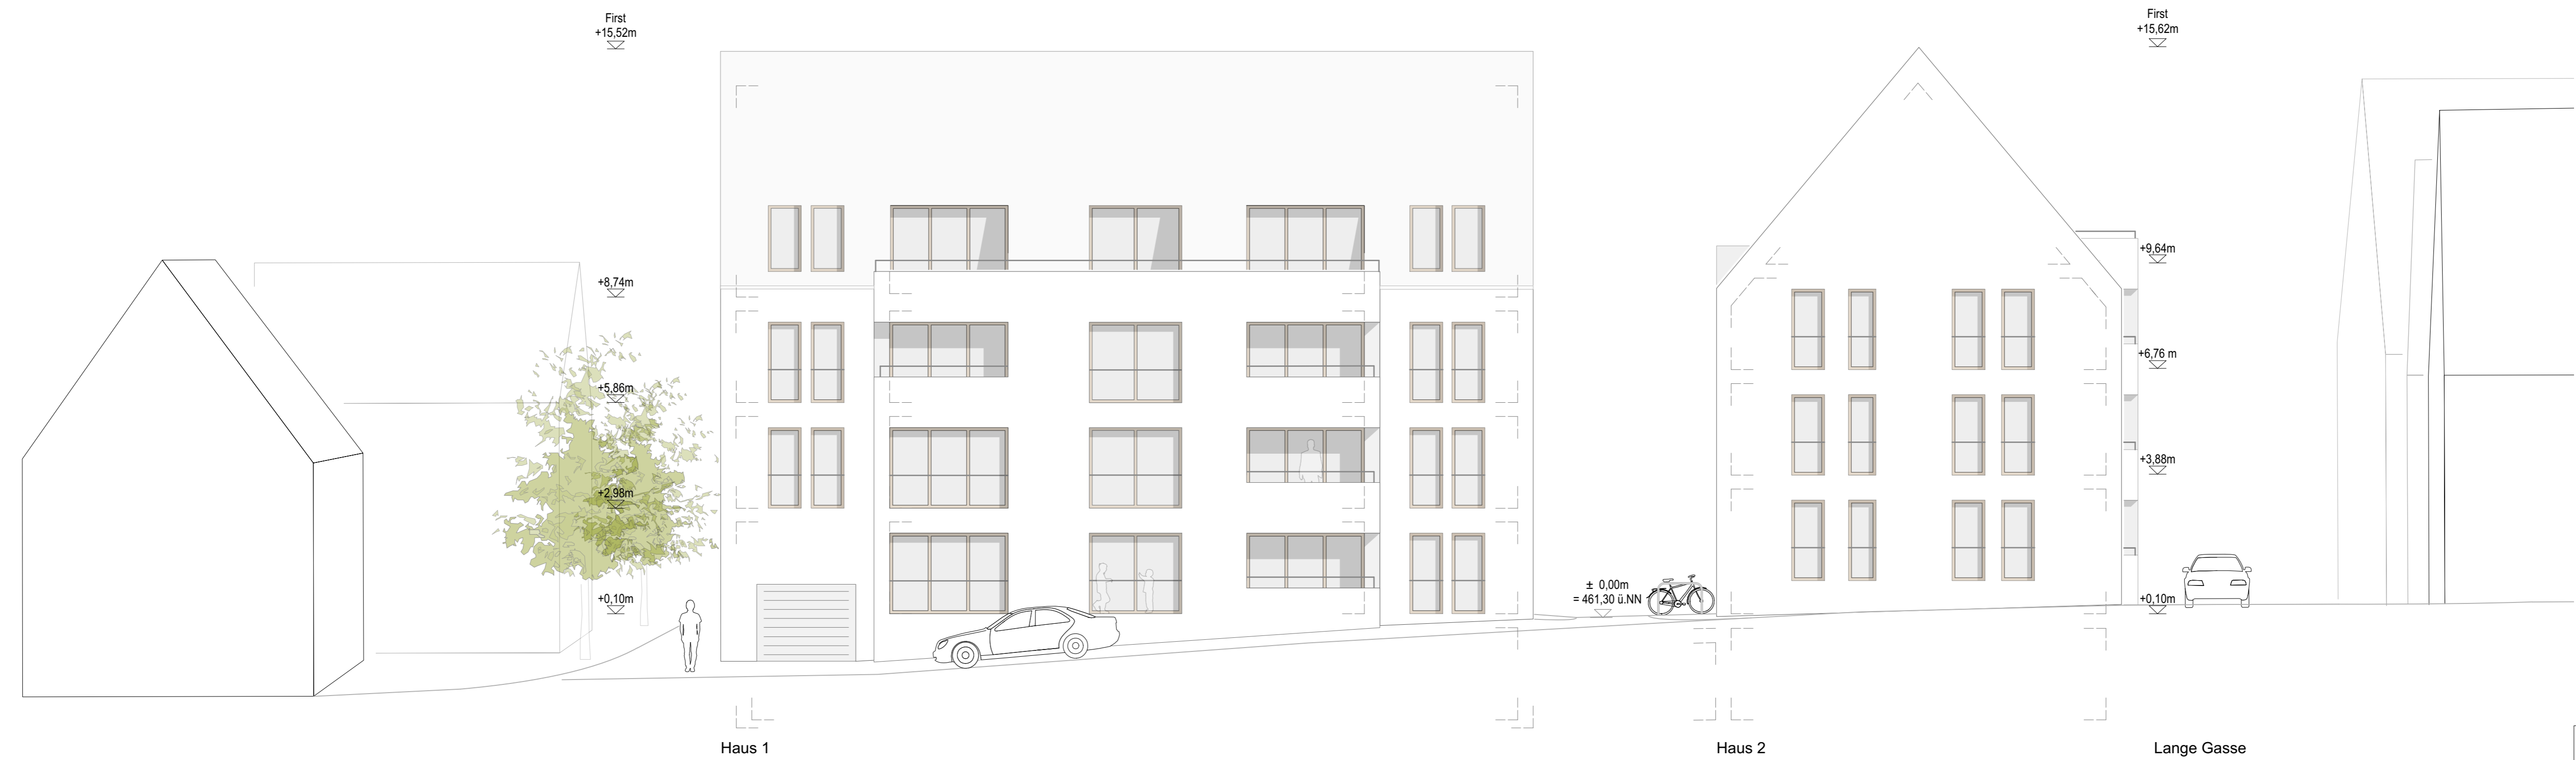 First
+15,52m
First
+15,62m
+9,64m
+8,74m
+6,76 m
+5,86m
+3,88m
+2,98m
± 0,00m
= 461,30 ü.NN
+0,10m
+0,10m
Haus 1
Haus 2
Lange Gasse